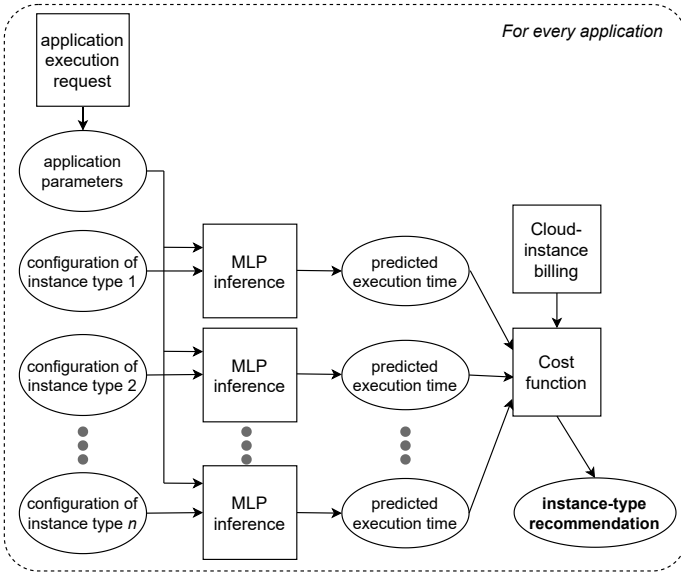 For every application
application
execution
request
application
parameters
configuration of
instance type 1
MLP
inference
predicted
execution time
Cloud-
instance
billing
configuration of
instance type 2
MLP
inference
predicted
execution time
Cost
function
configuration of
instance type n
MLP
inference
predicted
execution time
instance-type
recommendation